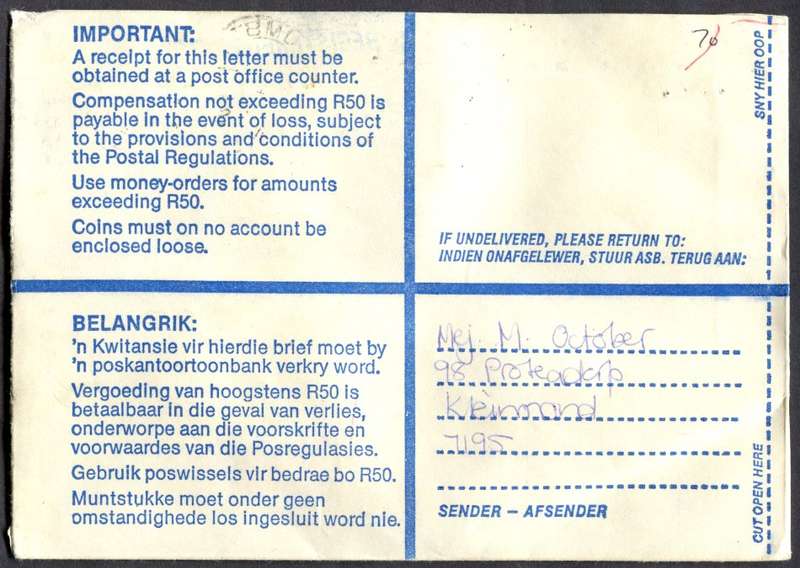 IMPORTANT:
A receipt for this letter must be
obtained at a post office counter.
Compensation not exceeding R50 is
payable in the event of loss, subject
to the provisions and conditions of
the Postal Regulations.
Use money-orders for amounts
exceeding R50.
Coins must on no account be
enclosed loose.
76
SNY HIER OOP
IF UNDELIVERED, PLEASE RETURN TO:
INDIEN ONAFGELEWER, STUUR ASB. TERUG AAN:
BELANGRIK:
'n Kwitansie vir hierdie brief moet by
'n poskantoortoonbank verkry word.
Vergoeding van hoogstens R50 is
betaalbaar in die geval van verlies,
onderworpe aan die voorskrifte en
voorwaardes van die Posregulasies.
Gebruik poswissels vir bedrae bo R50.
Muntstukke moet onder geen
omstandighede los ingesluit word nie.
Mej. M. October
98 Proteadorp
Kleinmond
7195
SENDER – AFSENDER
CUT OPEN HERE